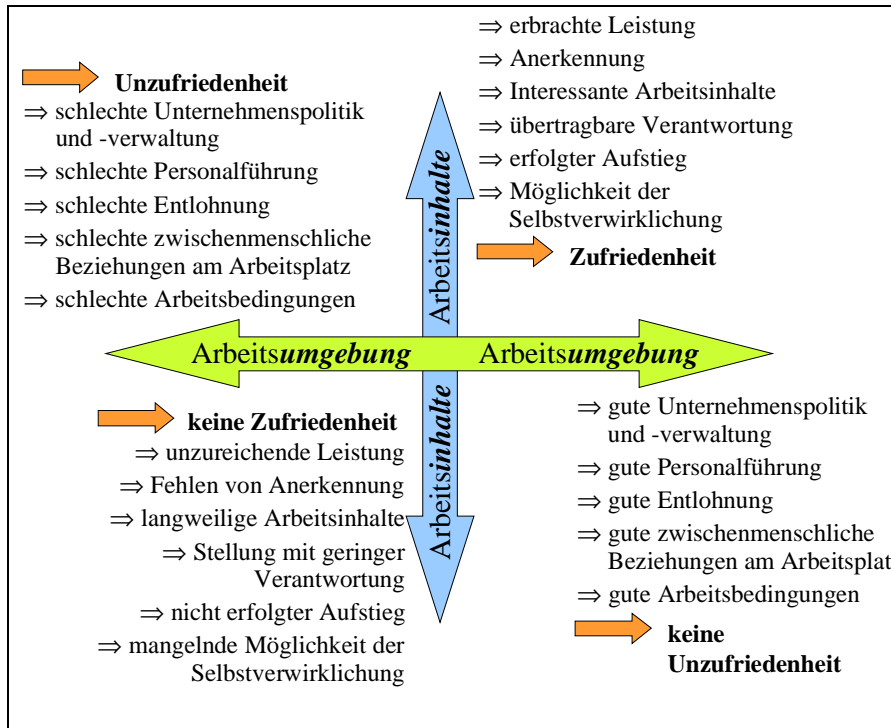 Unzufriedenheit
⇒ schlechte Unternehmenspolitik
und -verwaltung
⇒ schlechte Personalführung
⇒ schlechte Entlohnung
⇒ schlechte zwischenmenschliche
Beziehungen am Arbeitsplatz
⇒ schlechte Arbeitsbedingungen
⇒ erbrachte Leistung
⇒ Anerkennung
⇒ Interessante Arbeitsinhalte
⇒ übertragbare Verantwortung
⇒ erfolgter Aufstieg
⇒ Möglichkeit der
Selbstverwirklichung
Zufriedenheit
Arbeitsinhalte
Arbeitsumgebung
Arbeitsumgebung
Arbeitsinhalte
keine Zufriedenheit
⇒ unzureichende Leistung
⇒ Fehlen von Anerkennung
⇒ langweilige Arbeitsinhalte
⇒ Stellung mit geringer
Verantwortung
⇒ nicht erfolgter Aufstieg
⇒ mangelnde Möglichkeit der
Selbstverwirklichung
⇒ gute Unternehmenspolitik
und -verwaltung
⇒ gute Personalführung
⇒ gute Entlohnung
⇒ gute zwischenmenschliche
Beziehungen am Arbeitsplat
⇒ gute Arbeitsbedingungen
keine
Unzufriedenheit